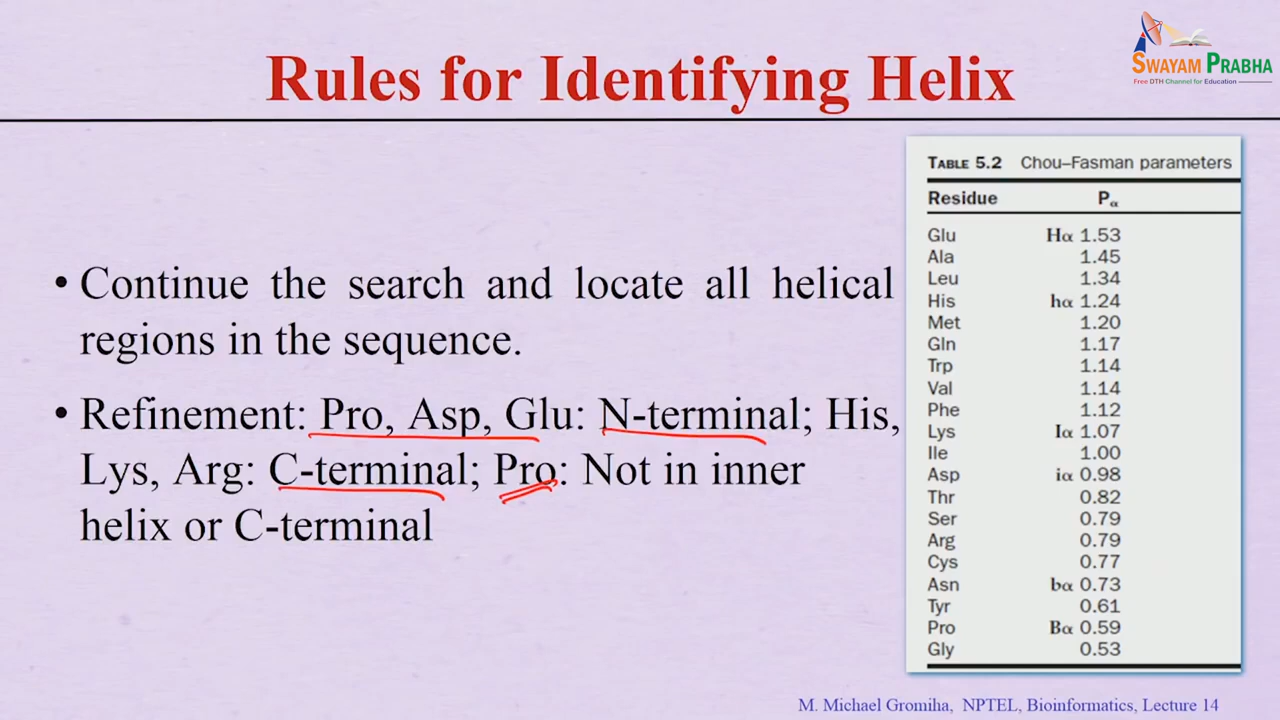 SWAYAM PRABHA
Free DTH Channel for Education
Rules for Identifying Helix
• Continue the search and locate all helical
regions in the sequence.
• Refinement: Pro, Asp, Glu: N-terminal; His,
Lys, Arg: C-terminal; Pro: Not in inner
helix or C-terminal
TABLE 5.2 Chou–Fasman parameters
Residue Pα
Glu Hα 1.53
Ala 1.45
Leu 1.34
His hα 1.24
Met 1.20
Gln 1.17
Trp 1.14
Val 1.14
Phe 1.12
Lys Iα 1.07
Ile 1.00
Asp iα 0.98
Thr 0.82
Ser 0.79
Arg 0.79
Cys 0.77
Asn bα 0.73
Tyr 0.61
Pro Bα 0.59
Gly 0.53
M. Michael Gromiha, NPTEL, Bioinformatics, Lecture 14